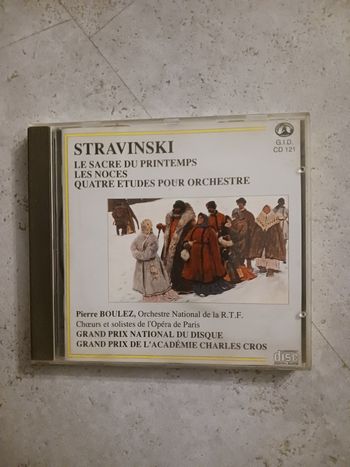 STRAVINSKI
LE SACRE DU PRINTEMPS
LES NOCES
QUATRE ETUDES POUR ORCHESTRE
G.I.D.
CD 121
Pierre BOULEZ, Orchestre National de la R.T.F.
Chœurs et solistes de l'Opéra de Paris
GRAND PRIX NATIONAL DU DISQUE
GRAND PRIX DE L'ACADÉMIE CHARLES CROS
disc